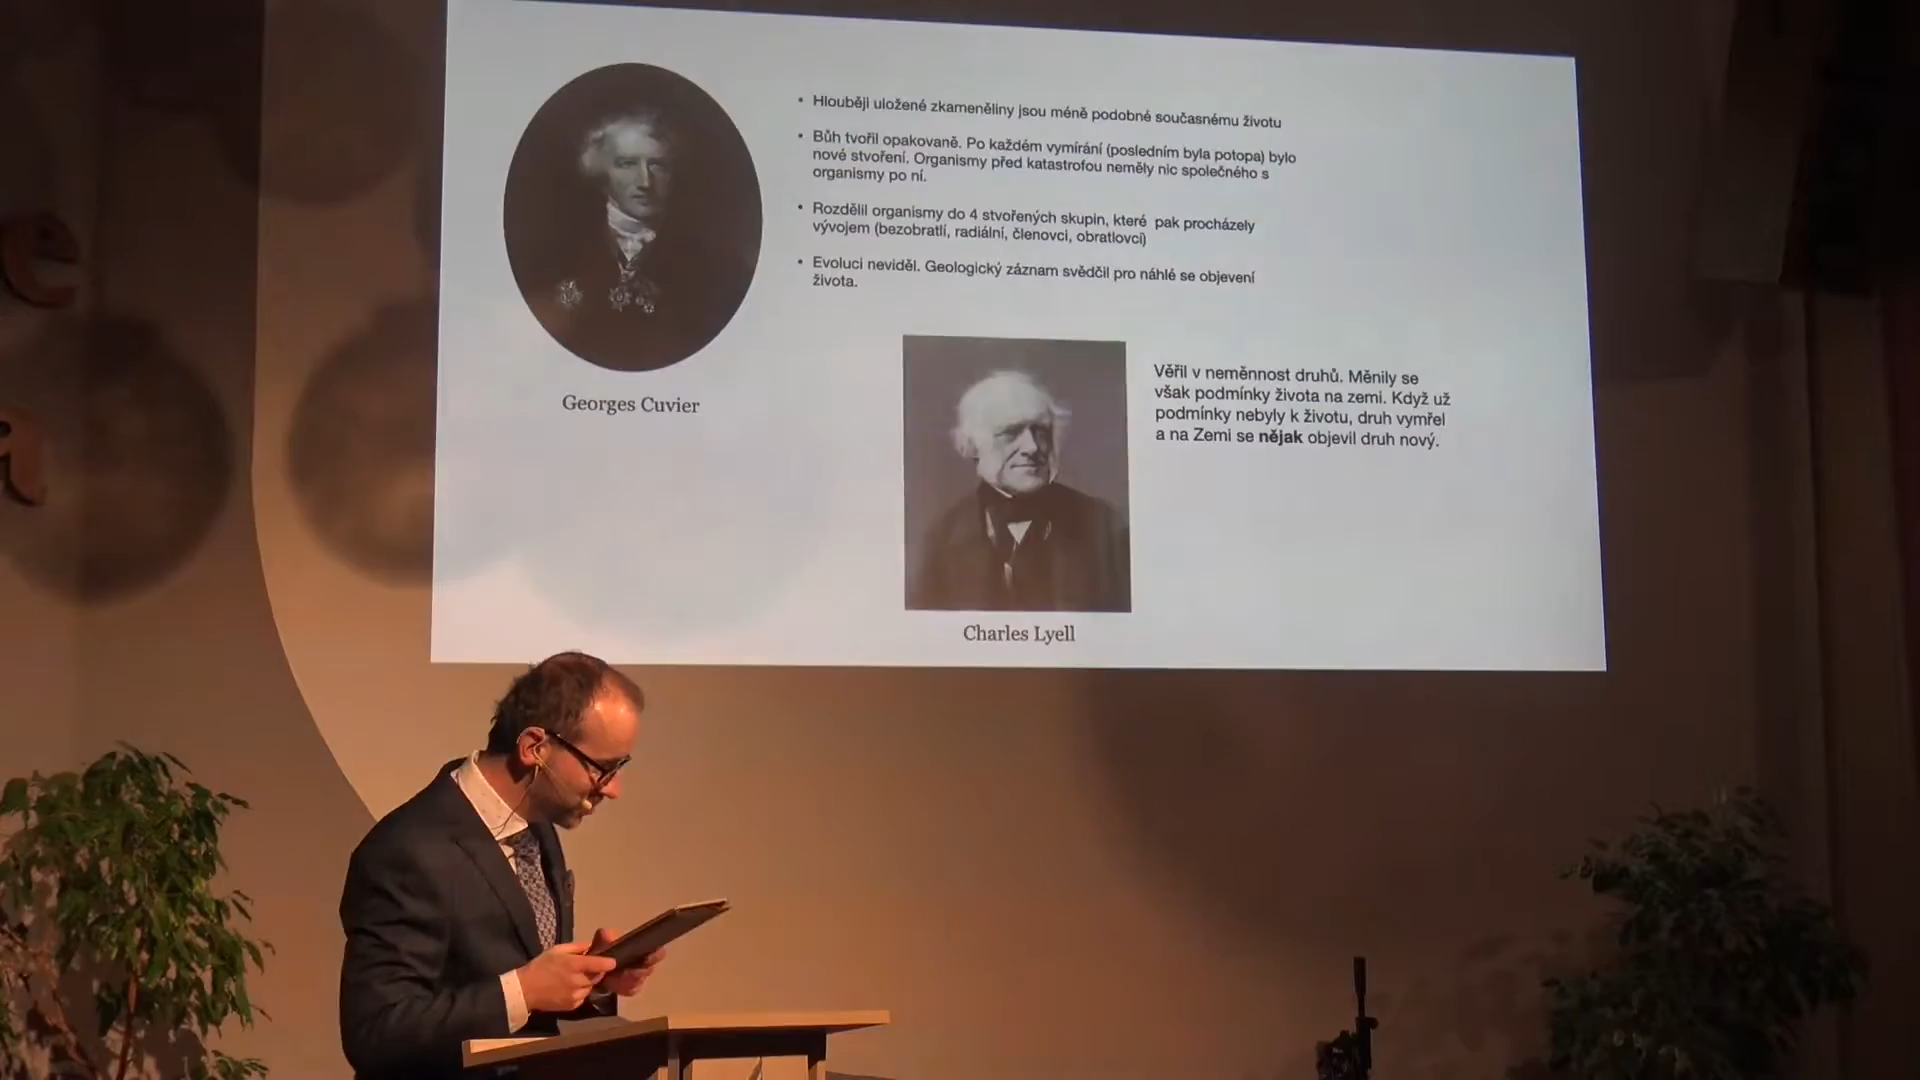 • Hlouběji uložené zkameněliny jsou méně podobné současnému životu
• Bůh tvořil opakovaně. Po každém vymírání (posledním byla potopa) bylo
nové stvoření. Organismy před katastrofou neměly nic společného s
organismy po ní.
• Rozdělil organismy do 4 stvořených skupin, které pak procházely
vývojem (bezobratlí, radiální, členovci, obratlovci)
• Evoluci neviděl. Geologický záznam svědčil pro náhlé se objevení
života.
Georges Cuvier
Věřil v neměnnost druhů. Měnily se
však podmínky života na zemi. Když už
podmínky nebyly k životu, druh vymřel
a na Zemi se nějak objevil druh nový.
Charles Lyell